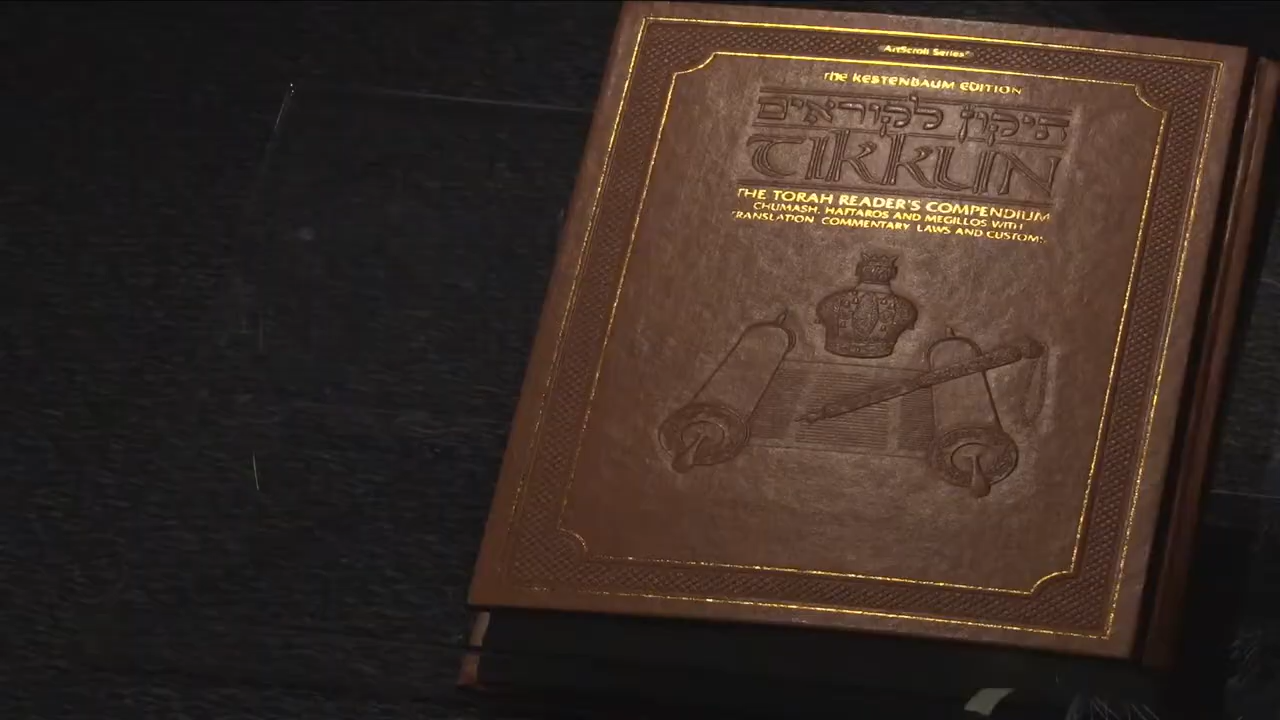 ArtScroll Series®
The KESTENBAUM EDITION
תיקון לקוראים
TIKKUN
THE TORAH READER'S COMPENDIUM
CHUMASH, HAFTAROS AND MEGILLOS WITH
TRANSLATION, COMMENTARY, LAWS AND CUSTOMS